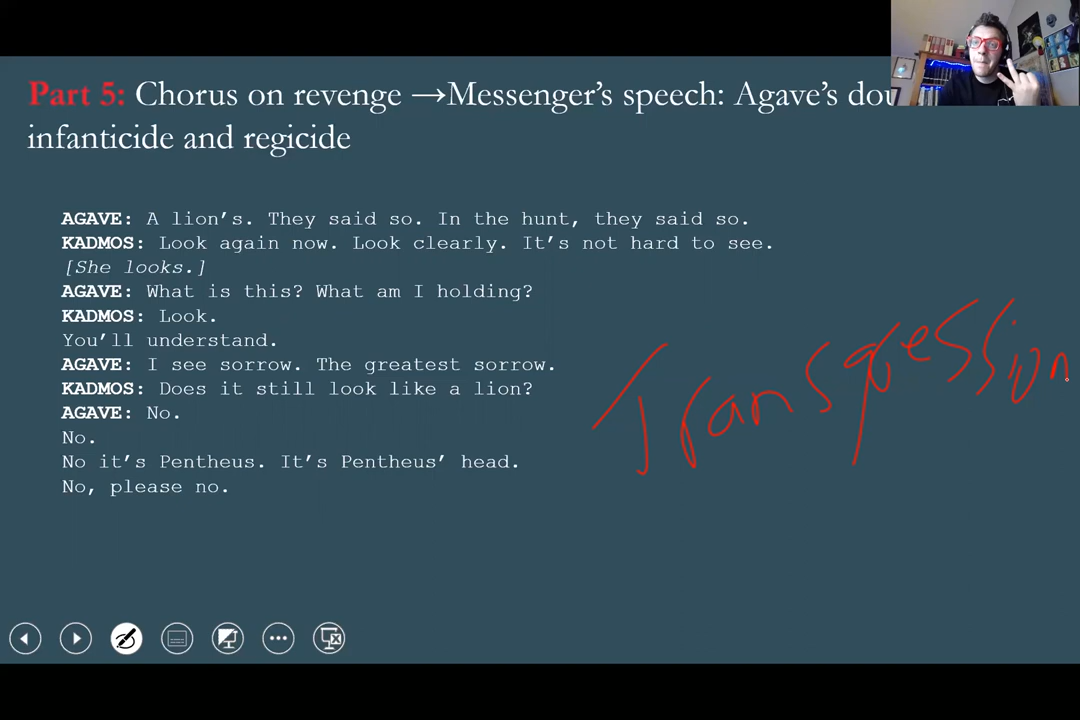 Part 5: Chorus on revenge →Messenger's speech: Agave's dou
infanticide and regicide
AGAVE: A lion's. They said so. In the hunt, they said so.
KADMOS: Look again now. Look clearly. It's not hard to see.
[She looks.]
AGAVE: What is this? What am I holding?
KADMOS: Look.
You'll understand.
AGAVE: I see sorrow. The greatest sorrow.
KADMOS: Does it still look like a lion?
AGAVE: No.
No.
No it's Pentheus. It's Pentheus' head.
No, please no.
Transgression